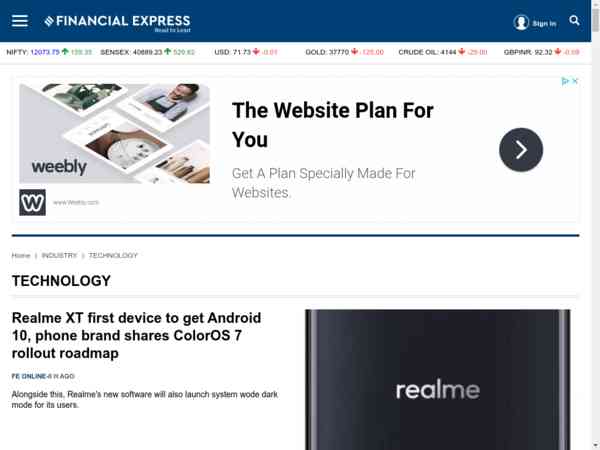 FINANCIAL EXPRESS
Read to Lead
Sign In
NIFTY: 12073.75 159.35 SENSEX: 40889.23 529.82 USD: 71.73 -0.01 GOLD: 37770 -125.00 CRUDE OIL: 4144 -29.00 GBPINR: 92.32 -0.09
The Website Plan For
You
Get A Plan Specially Made For
Websites.
weebly
www.Weebly.com
Home | INDUSTRY | TECHNOLOGY
TECHNOLOGY
Realme XT first device to get Android
10, phone brand shares ColorOS 7
rollout roadmap
FE ONLINE-6 H AGO
Alongside this, Realme's new software will also launch system wode dark
mode for its users.
realme